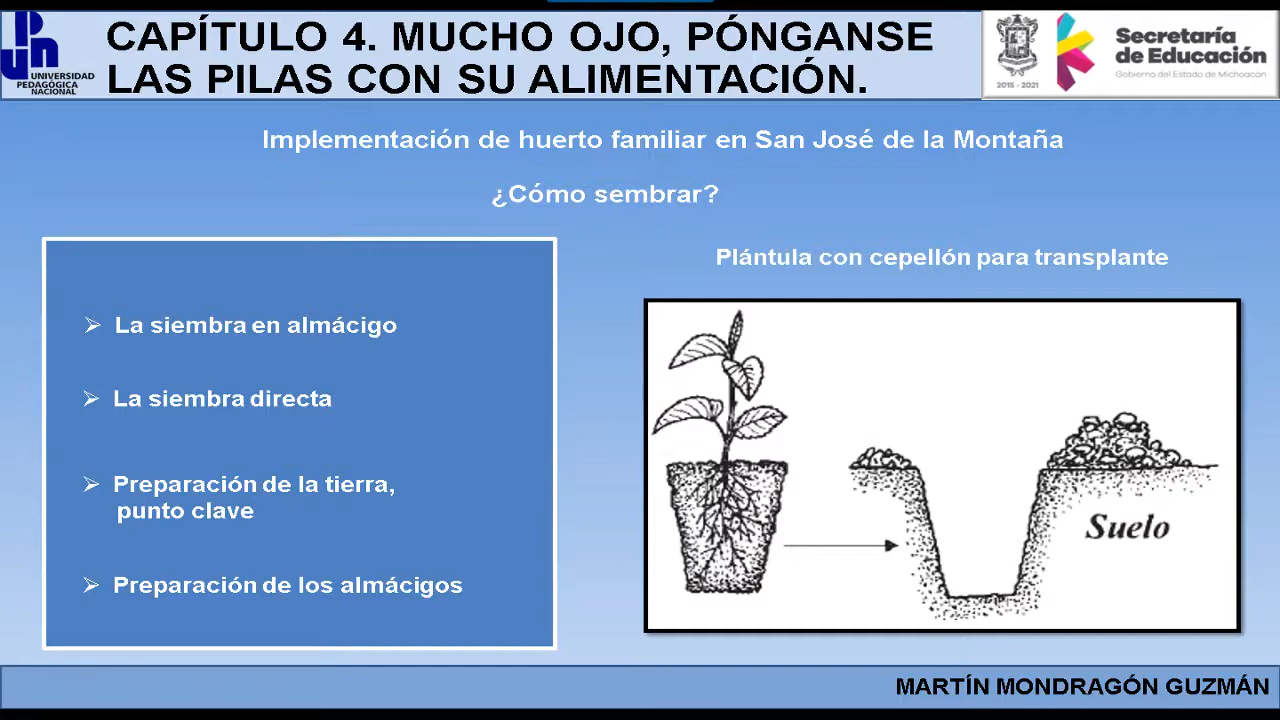 CAPÍTULO 4. MUCHO OJO, PÓNGANSE
LAS PILAS CON SU ALIMENTACIÓN.
UNIVERSIDAD
PEDAGÓGICA
NACIONAL
2015 - 2021
Secretaría
de Educación
Gobierno del Estado de Michoacán
Implementación de huerto familiar en San José de la Montaña
¿Cómo sembrar?
La siembra en almácigo
La siembra directa
Preparación de la tierra,
punto clave
Preparación de los almácigos
Plántula con cepellón para transplante
Suelo
MARTÍN MONDRAGÓN GUZMÁN